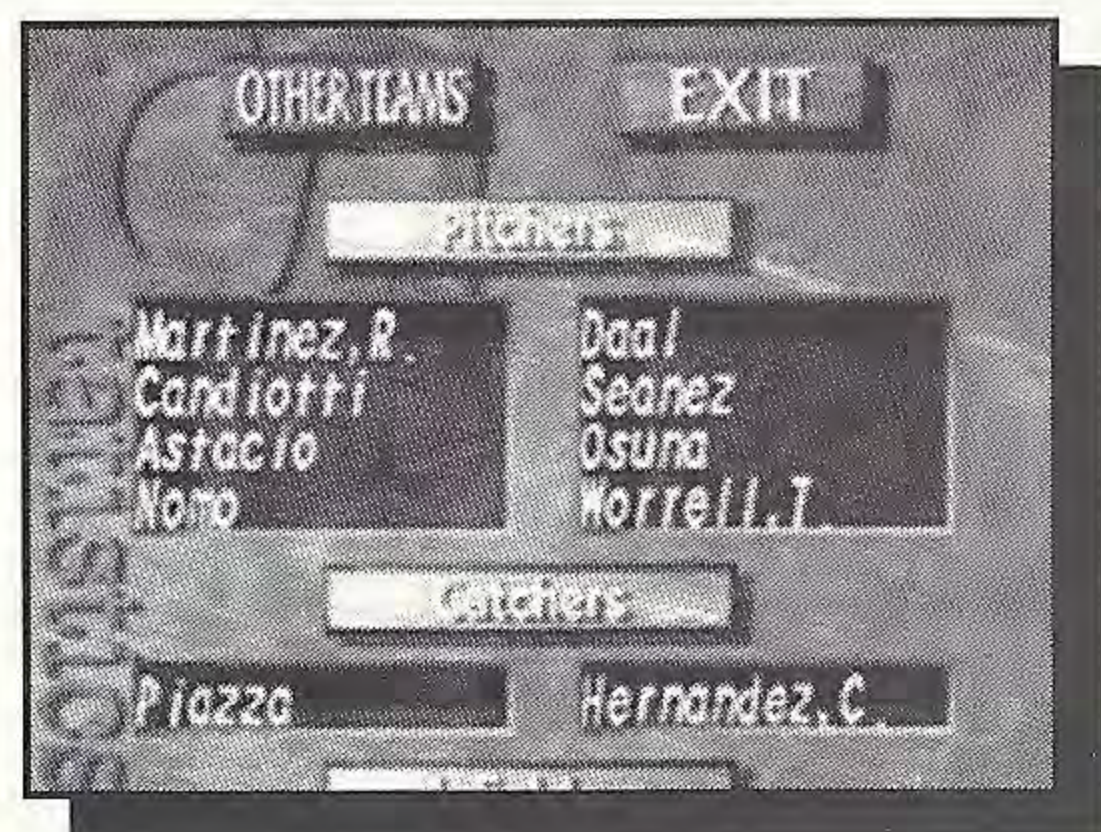 OTHER TEAMS
EXIT
Pitchers
Martinez,R.
Candiotti
Astacio
Nomo
Daal
Seanez
Osuna
Worrell,T.
Catchers
Piazza
Hernandez,C.